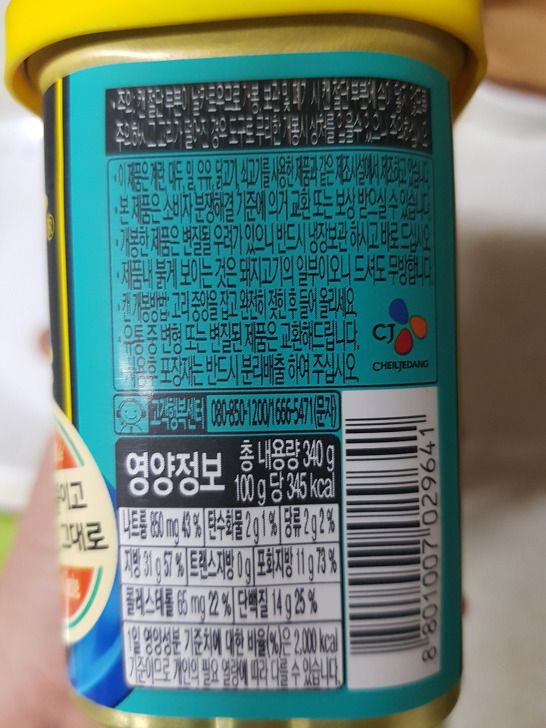 ·이 제품은 계란, 대두, 밀, 우유, 닭고기, 쇠고기를 사용한 제품과 같은 제조시설에서 제조하고 있습니다.
·본 제품은 소비자 분쟁해결 기준에 의거 교환 또는 보상 받으실 수 있습니다.
·개봉한 제품은 변질될 우려가 있으니 반드시 냉장보관 하시고 바로 드십시오.
·제품내 붉게 보이는 것은 돼지고기의 일부이오니 드셔도 무방합니다.
·캔 개봉방법: 고리 중앙을 잡고 완전히 젖힌 후 들어 올리세요.
·유통 중 변형 또는 변질된 제품은 교환해드립니다.
포장재는 반드시 분리배출 하여 주십시오.
CJ
CHEILJEDANG
고객행복센터 080-850-1200/1666-5471(문자)
영양정보
총 내용량 340 g
100 g 당 345 kcal
나트륨 850 mg 43 % 탄수화물 2 g 1 % 당류 2 g 2 %
지방 31 g 57 % 트랜스지방 0 g 포화지방 11 g 73 %
콜레스테롤 65 mg 22 % 단백질 14 g 25 %
1일 영양성분 기준치에 대한 비율(%)은 2,000 kcal
기준이므로 개인의 필요 열량에 따라 다를 수 있습니다.
8 801007 029641
그대로